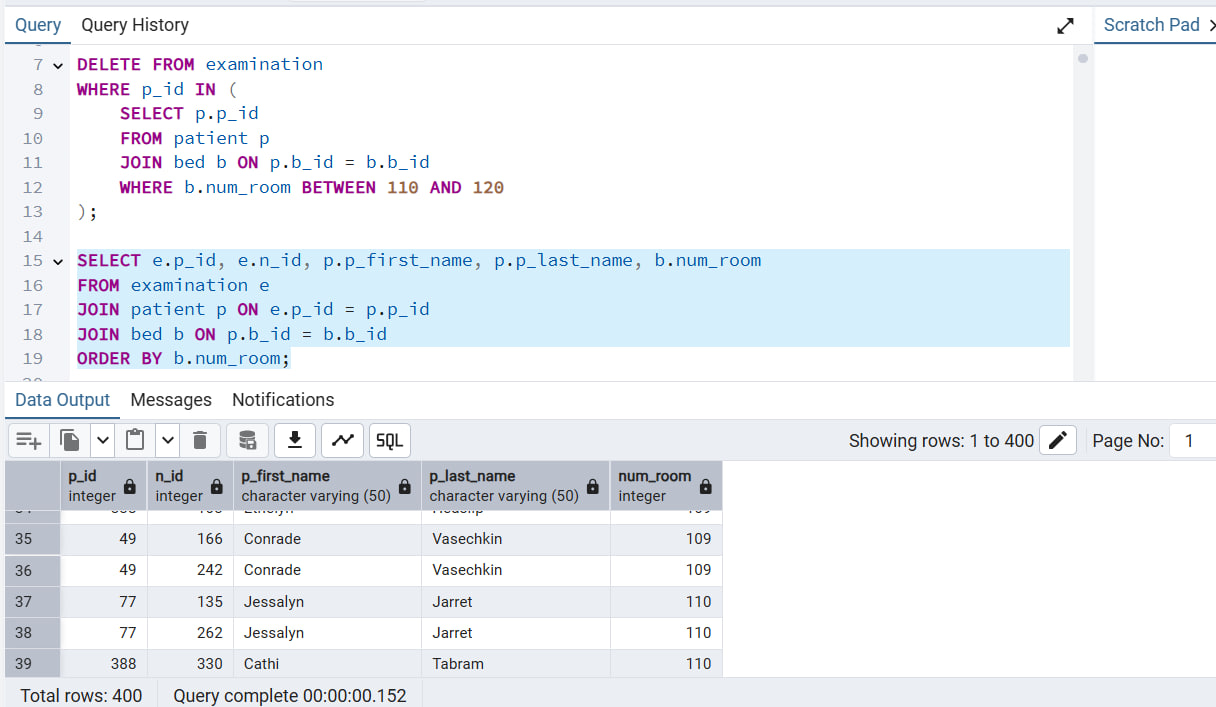 Query Query History Scratch Pad
7 DELETE FROM examination
8 WHERE p_id IN (
9 SELECT p.p_id
10 FROM patient p
11 JOIN bed b ON p.b_id = b.b_id
12 WHERE b.num_room BETWEEN 110 AND 120
13 );
14
15 SELECT e.p_id, e.n_id, p.p_first_name, p.p_last_name, b.num_room
16 FROM examination e
17 JOIN patient p ON e.p_id = p.p_id
18 JOIN bed b ON p.b_id = b.b_id
19 ORDER BY b.num_room;
Data Output Messages Notifications
SQL Showing rows: 1 to 400 Page No: 1
p_id n_id p_first_name p_last_name num_room
integer integer character varying (50) character varying (50) integer
35 49 166 Conrade Vasechkin 109
36 49 242 Conrade Vasechkin 109
37 77 135 Jessalyn Jarret 110
38 77 262 Jessalyn Jarret 110
39 388 330 Cathi Tabram 110
Total rows: 400 Query complete 00:00:00.152